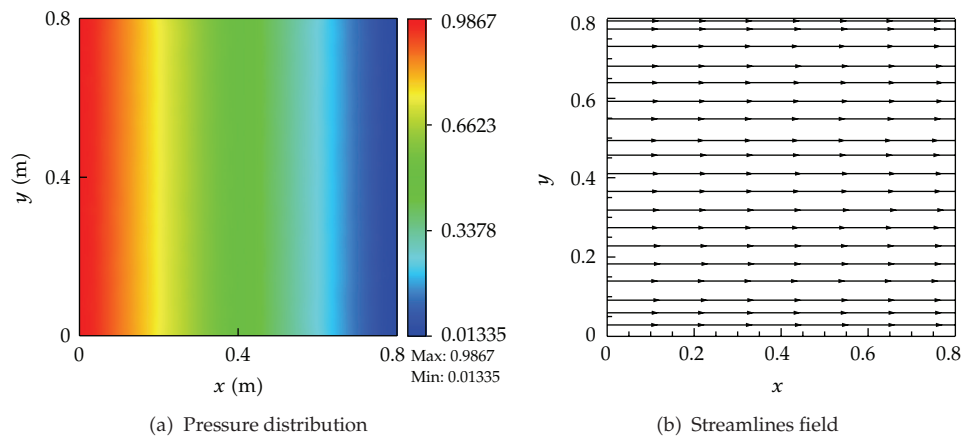 0.8
0.4
0
y (m)
0
0.4
0.8
x (m)
0.9867
0.6623
0.3378
0.01335
Max: 0.9867
Min: 0.01335
(a) Pressure distribution
0.8
0.6
0.4
0.2
0
y
0
0.2
0.4
0.6
0.8
x
(b) Streamlines field